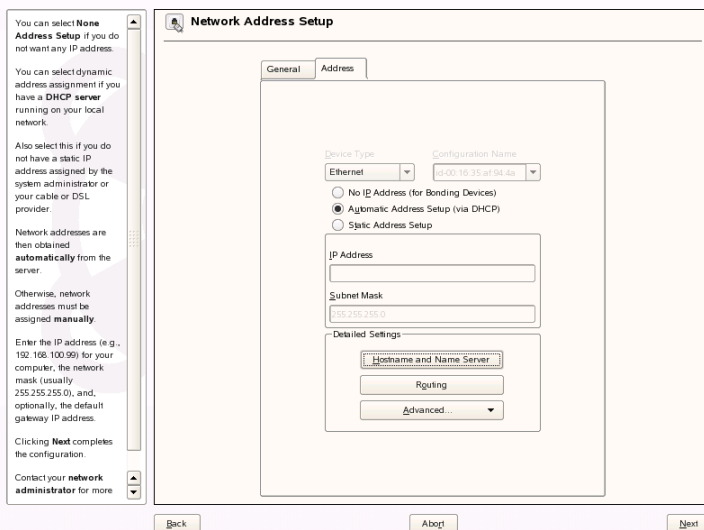 You can select None
Address Setup if you do
not want any IP address.
You can select dynamic
address assignment if you
have a DHCP server
running on your local
network.
Also select this if you do
not have a static IP
address assigned by the
system administrator or
your cable or DSL
provider.
Network addresses are
then obtained
automatically from the
server.
Otherwise, network
addresses must be
assigned manually.
Enter the IP address (e.g.,
192.168.100.99) for your
computer, the network
mask (usually
255.255.255.0), and,
optionally, the default
gateway IP address.
Clicking Next completes
the configuration.
Contact your network
administrator for more
Network Address Setup
General Address
Device Type Configuration Name
Ethernet id-00:16:35:af:94:4a
No IP Address (for Bonding Devices)
Automatic Address Setup (via DHCP)
Static Address Setup
IP Address
Subnet Mask
255.255.255.0
Detailed Settings
Hostname and Name Server
Routing
Advanced...
Back Abort Next